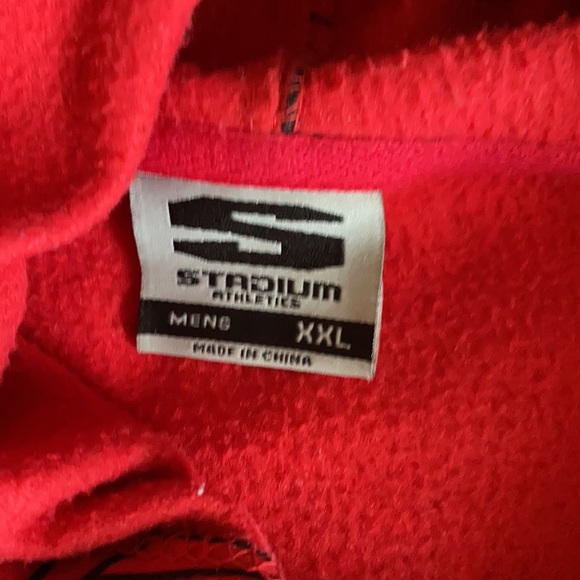 STADIUM
ATHLETICS
MENS XXL
MADE IN CHINA